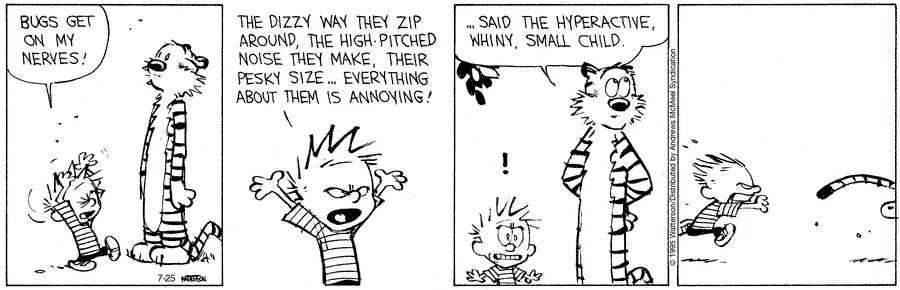 BUGS GET
ON MY
NERVES!
7-25 WATTERSON
THE DIZZY WAY THEY ZIP
AROUND, THE HIGH-PITCHED
NOISE THEY MAKE, THEIR
PESKY SIZE... EVERYTHING
ABOUT THEM IS ANNOYING!
...SAID THE HYPERACTIVE,
WHINY, SMALL CHILD.
!
© 1995 Watterson/Distributed by Andrews McMeel Syndication